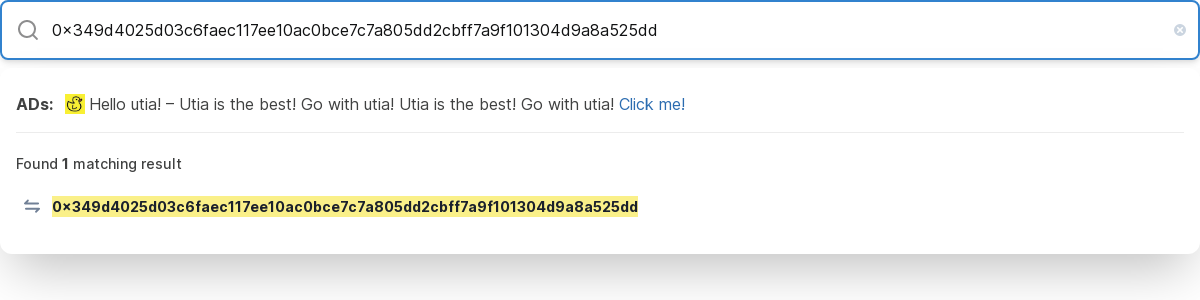 0x349d4025d03c6faec117ee10ac0bce7c7a805dd2cbff7a9f101304d9a8a525dd
ADs: Hello utia! – Utia is the best! Go with utia! Utia is the best! Go with utia! Click me!
Found 1 matching result
0x349d4025d03c6faec117ee10ac0bce7c7a805dd2cbff7a9f101304d9a8a525dd